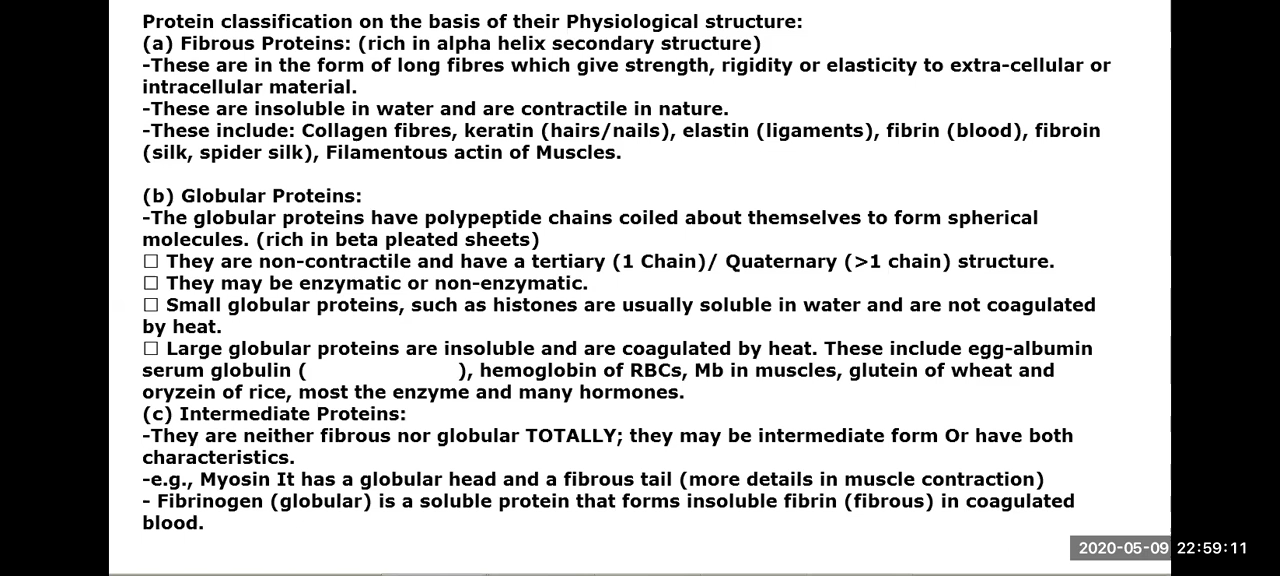 Protein classification on the basis of their Physiological structure:
(a) Fibrous Proteins: (rich in alpha helix secondary structure)
-These are in the form of long fibres which give strength, rigidity or elasticity to extra-cellular or
intracellular material.
-These are insoluble in water and are contractile in nature.
-These include: Collagen fibres, keratin (hairs/nails), elastin (ligaments), fibrin (blood), fibroin
(silk, spider silk), Filamentous actin of Muscles.
(b) Globular Proteins:
-The globular proteins have polypeptide chains coiled about themselves to form spherical
molecules. (rich in beta pleated sheets)
☐ They are non-contractile and have a tertiary (1 Chain)/ Quaternary (>1 chain) structure.
☐ They may be enzymatic or non-enzymatic.
☐ Small globular proteins, such as histones are usually soluble in water and are not coagulated
by heat.
☐ Large globular proteins are insoluble and are coagulated by heat. These include egg-albumin
serum globulin ( ), hemoglobin of RBCs, Mb in muscles, glutein of wheat and
oryzein of rice, most the enzyme and many hormones.
(c) Intermediate Proteins:
-They are neither fibrous nor globular TOTALLY; they may be intermediate form Or have both
characteristics.
-e.g., Myosin It has a globular head and a fibrous tail (more details in muscle contraction)
- Fibrinogen (globular) is a soluble protein that forms insoluble fibrin (fibrous) in coagulated
blood.
2020-05-09 22:59:11